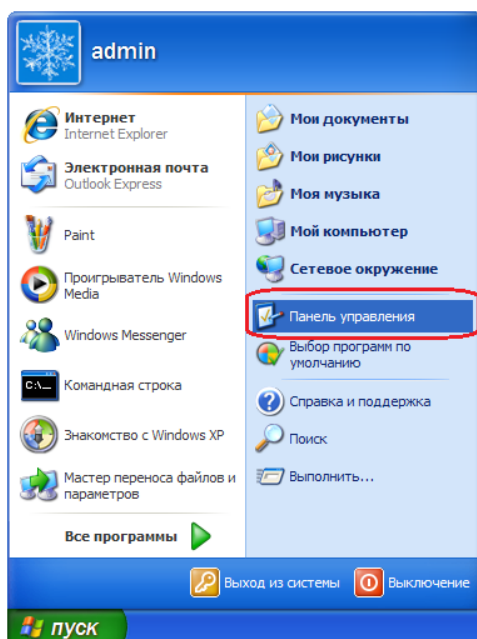 admin
Интернет
Internet Explorer
Электронная почта
Outlook Express
Paint
Проигрыватель Windows
Media
Windows Messenger
C:\_
Командная строка
Знакомство с Windows XP
Мастер переноса файлов и
параметров
Все программы
Мои документы
Мои рисунки
Моя музыка
Мой компьютер
Сетевое окружение
Панель управления
Выбор программ по
умолчанию
Справка и поддержка
Поиск
Выполнить...
Выход из системы
Выключение
пуск